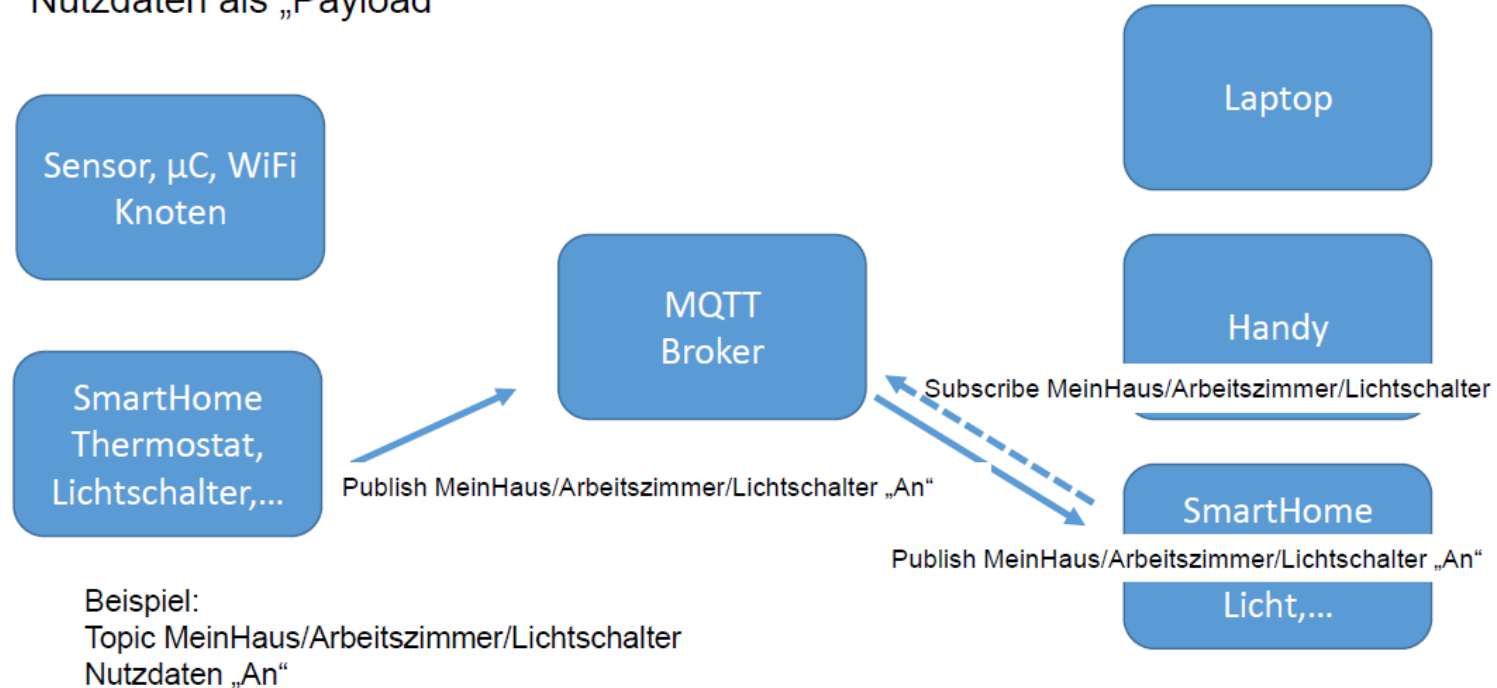 Nutzdaten als „Payload
Laptop
Sensor, µC, WiFi
Knoten
MQTT
Broker
Handy
Subscribe MeinHaus/Arbeitszimmer/Lichtschalter
SmartHome
Thermostat,
Lichtschalter,...
Publish MeinHaus/Arbeitszimmer/Lichtschalter „An“
SmartHome
Publish MeinHaus/Arbeitszimmer/Lichtschalter „An“
Licht,...
Beispiel:
Topic MeinHaus/Arbeitszimmer/Lichtschalter
Nutzdaten „An“